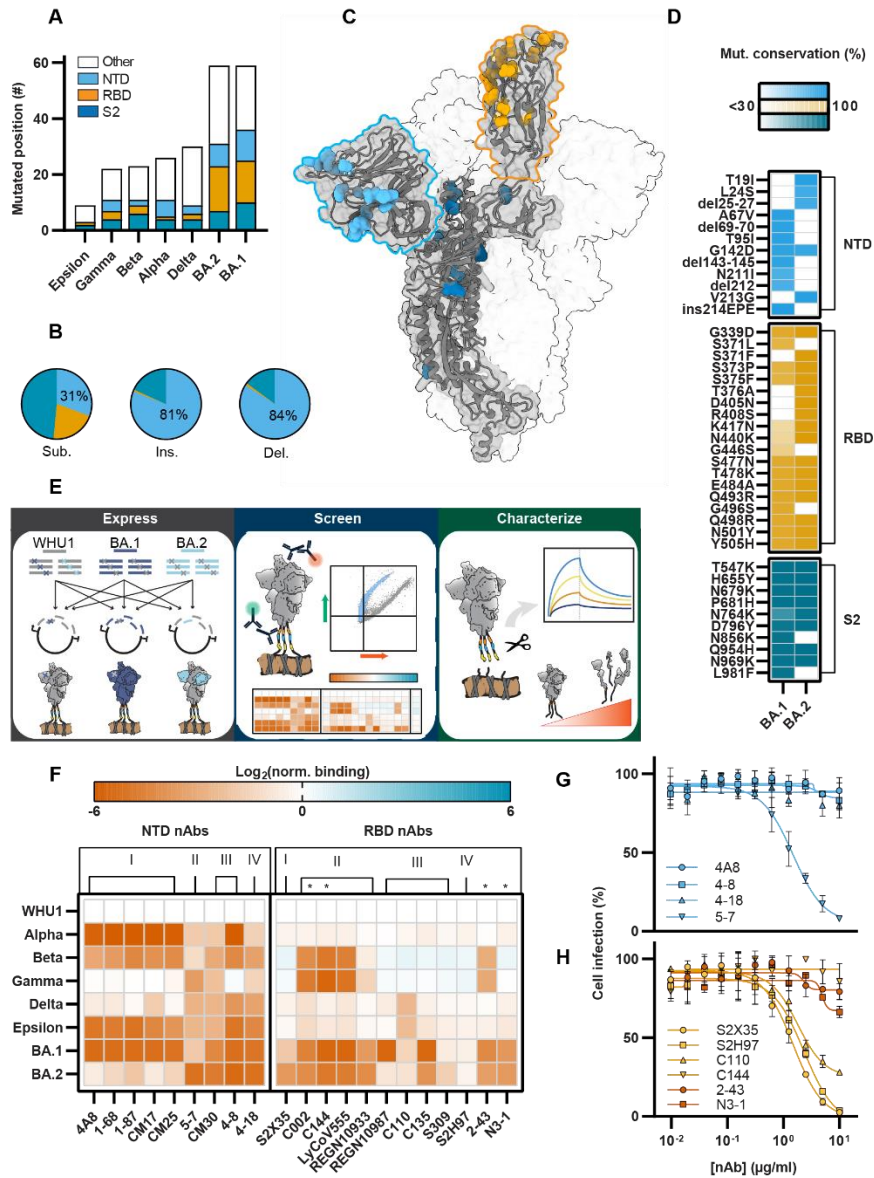 A
Mutated position (#)
60
40
20
0
Other
NTD
RBD
S2
Epsilon
Gamma
Beta
Alpha
Delta
BA.2
BA.1
B
31%
81%
84%
Sub.
Ins.
Del.
C
D
Mut. conservation (%)
<30
100
T19I
L24S
del25-27
A67V
del69-70
T95I
G142D
del143-145
N211I
del212
V213G
ins214EPE
NTD
G339D
S371L
S371F
S373P
S375F
T376A
D405N
R408S
K417N
N440K
G446S
S477N
T478K
E484A
Q493R
G496S
Q498R
N501Y
Y505H
RBD
T547K
H655Y
N679K
P681H
N764K
D796Y
N856K
Q954H
N969K
L981F
S2
BA.1
BA.2
E
Express
Screen
Characterize
WHU1
BA.1
BA.2
F
Log2(norm. binding)
-6
0
6
NTD nAbs
RBD nAbs
I
II
III
IV
I
II
III
IV
* *
* *
WHU1
Alpha
Beta
Gamma
Delta
Epsilon
BA.1
BA.2
4A8
1-68
1-87
CM17
CM25
5-7
CM30
4-8
4-18
S2X35
C002
C144
LyCoV555
REGN10933
REGN10987
C110
C135
S309
S2H97
2-43
N3-1
G
100
50
0
4A8
4-8
4-18
5-7
Cell infection (%)
H
100
50
0
S2X35
S2H97
C110
C144
2-43
N3-1
10-2
10-1
100
101
[nAb] (µg/ml)